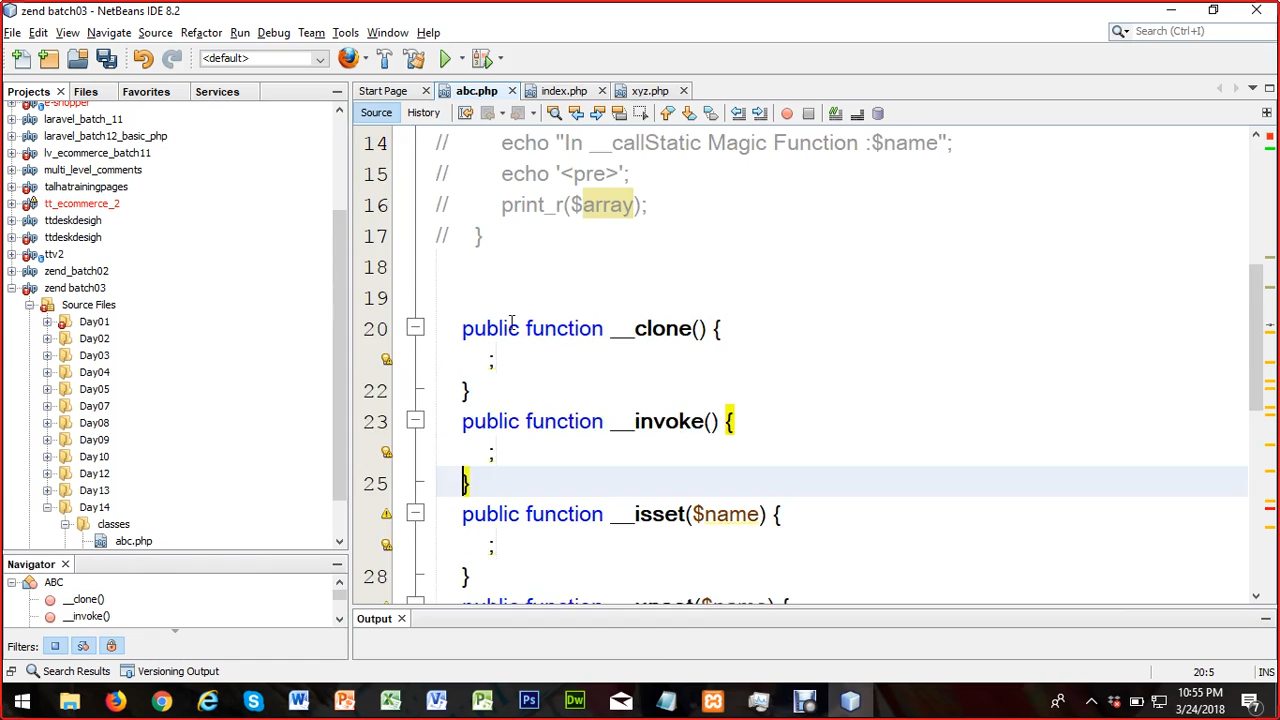 zend batch03 - NetBeans IDE 8.2
File Edit View Navigate Source Refactor Run Debug Team Tools Window Help
Search (Ctrl+I)
<default>
Projects Files Favorites Services
Start Page abc.php index.php xyz.php
Source History
e-shopper
laravel_batch_11
laravel_batch12_basic_php
lv_ecommerce_batch11
multi_level_comments
talhatrainingpages
tt_ecommerce_2
ttdeskdesigh
ttdeskdesigh
ttv2
zend_batch02
zend batch03
Source Files
Day01
Day02
Day03
Day04
Day05
Day07
Day08
Day09
Day10
Day12
Day13
Day14
classes
abc.php
14 // echo "In __callStatic Magic Function :$name";
15 // echo '<pre>';
16 // print_r($array);
17 // }
18
19
20 public function __clone() {
;
22 }
23 public function __invoke() {
;
25 }
public function __isset($name) {
;
28 }
public function __unset($name) {
Navigator
ABC
__clone()
__invoke()
Filters:
Output
Search Results Versioning Output
20:5 INS
10:55 PM
3/24/2018
7